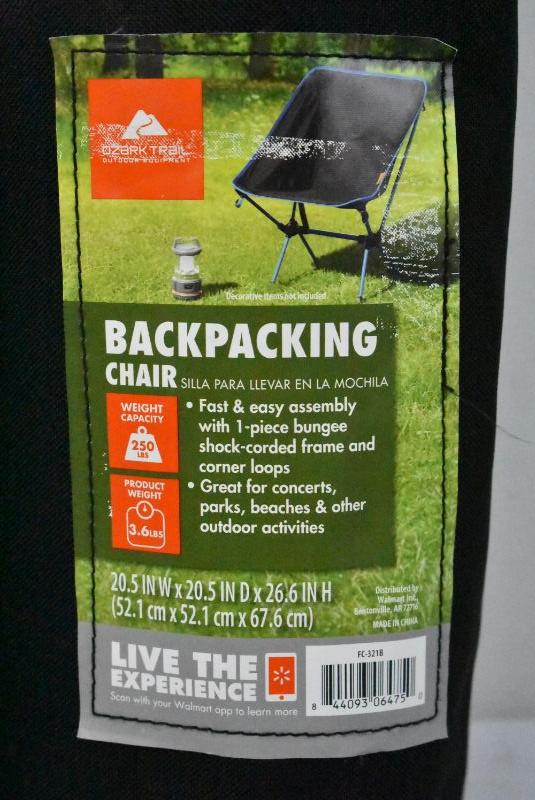 OZARK TRAIL
OUTDOOR EQUIPMENT
Decorative items not included
BACKPACKING
CHAIR SILLA PARA LLEVAR EN LA MOCHILA
WEIGHT
CAPACITY
250
LBS
PRODUCT
WEIGHT
3.6LBS
• Fast & easy assembly
with 1-piece bungee
shock-corded frame and
corner loops
• Great for concerts,
parks, beaches & other
outdoor activities
20.5 IN W x 20.5 IN D x 26.6 IN H
(52.1 cm x 52.1 cm x 67.6 cm)
Distributed by
Walmart Inc.,
Bentonville, AR 72716
MADE IN CHINA
LIVE THE
EXPERIENCE
Scan with your Walmart app to learn more
FC-321B
8 44093 06475 0